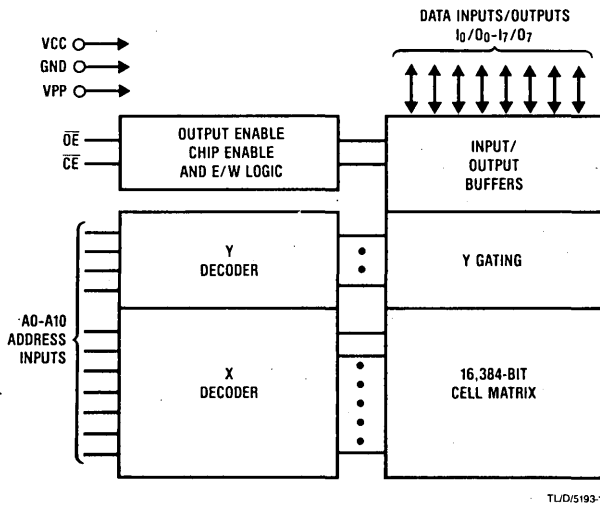 DATA INPUTS/OUTPUTS
I0/O0-I7/O7
VCC
GND
VPP
OE
CE
OUTPUT ENABLE
CHIP ENABLE
AND E/W LOGIC
INPUT/
OUTPUT
BUFFERS
Y
DECODER
Y GATING
A0-A10
ADDRESS
INPUTS
X
DECODER
16,384-BIT
CELL MATRIX
TL/D/5193-1